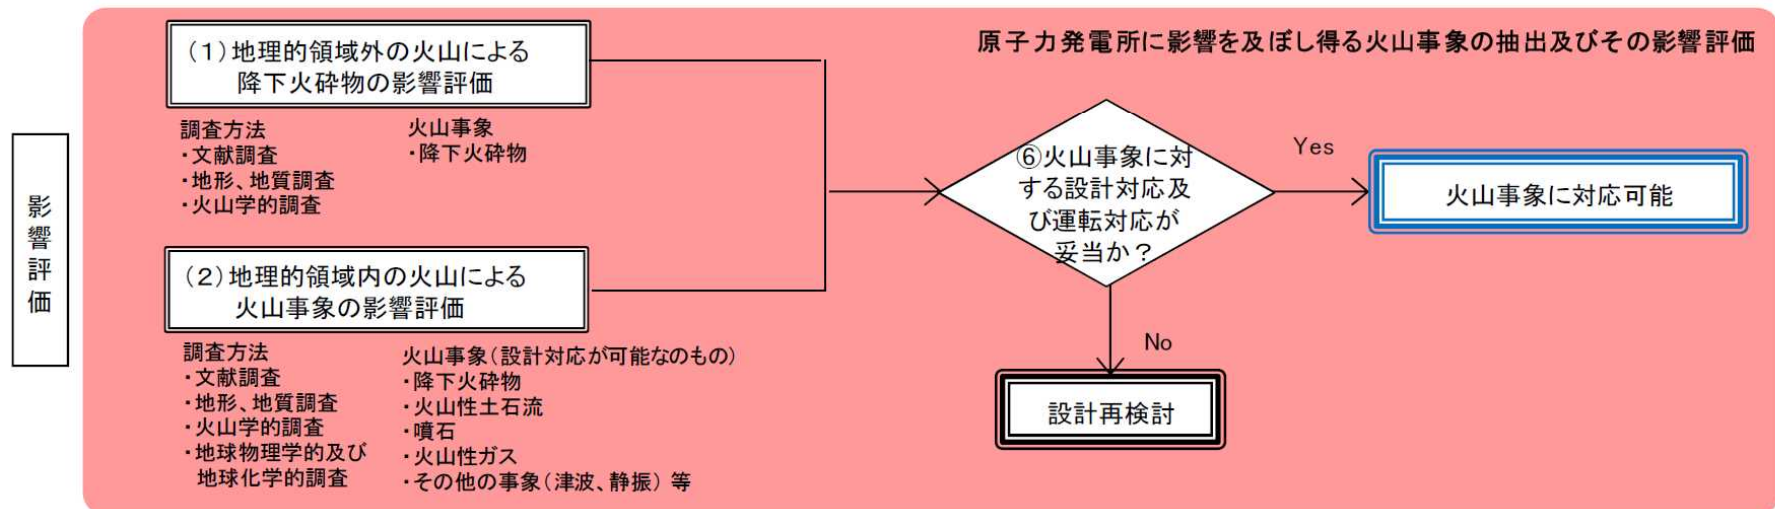 影響評価
原子力発電所に影響を及ぼし得る火山事象の抽出及びその影響評価
（１）地理的領域外の火山による
降下火砕物の影響評価
調査方法
・文献調査
・地形、地質調査
・火山学的調査
火山事象
・降下火砕物
（２）地理的領域内の火山による
火山事象の影響評価
調査方法
・文献調査
・地形、地質調査
・火山学的調査
・地球物理学的及び
地球化学的調査
火山事象（設計対応が可能なのもの）
・降下火砕物
・火山性土石流
・噴石
・火山性ガス
・その他の事象（津波、静振）等
⑥火山事象に対
する設計対応及
び運転対応が
妥当か？
Yes
火山事象に対応可能
No
設計再検討